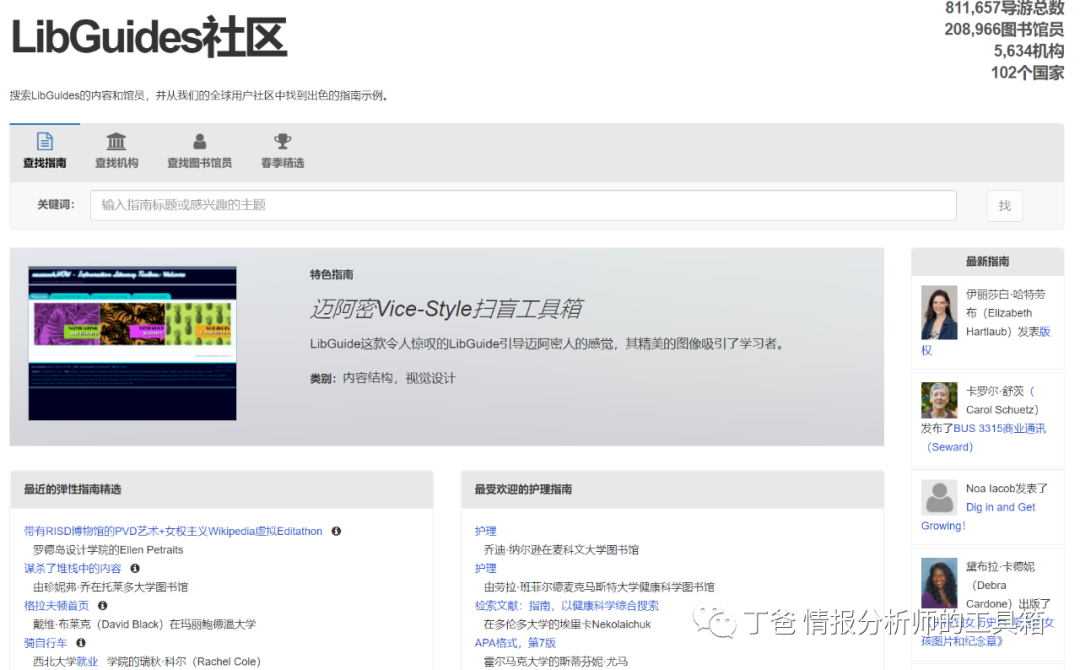 LibGuides社区
811,657导游总数
208,966图书馆员
5,634机构
102个国家
搜索LibGuides的内容和馆员，并从我们的全球用户社区中找到出色的指南示例。
查找指南
查找机构
查找图书馆员
春季精选
关键词：
输入指南标题或感兴趣的主题
找
特色指南
迈阿密Vice-Style扫盲工具箱
LibGuide这款令人惊叹的LibGuide引导迈阿密人的感觉，其精美的图像吸引了学习者。
类别：内容结构，视觉设计
最近的弹性指南精选
带有RISD博物馆的PVD艺术+女权主义Wikipedia虚拟Editathon
罗德岛设计学院的Ellen Petraits
谋杀了堆栈中的内容
由珍妮弗·乔在托莱多大学图书馆
格拉夫顿首页
戴维·布莱克（David Black）在玛丽鲍德温大学
骑自行车
西北大学就业 学院的瑞秋·科尔（Rachel Cole）
最受欢迎的护理指南
护理
乔迪·纳尔逊在麦科文大学图书馆
护理
由劳拉·班菲尔德麦克马斯特大学健康科学图书馆
检索文献：指南，以健康科学综合搜索
在多伦多大学的埃里卡Nekolaichuk
APA格式，第7版
霍尔马克大学的斯蒂芬妮·尤马
最新指南
伊丽莎白·哈特劳
布（Elizabeth
Hartlaub）发表版
权
卡罗尔·舒茨（
Carol Schuetz）
发布了BUS 3315商业通讯
（Seward）
Noa Iacob发表了
Dig in and Get
Growing！
黛布拉·卡德妮
（Debra
Cardone）出版了
孩图片和纪念章》
丁爸 情报分析师的工具箱